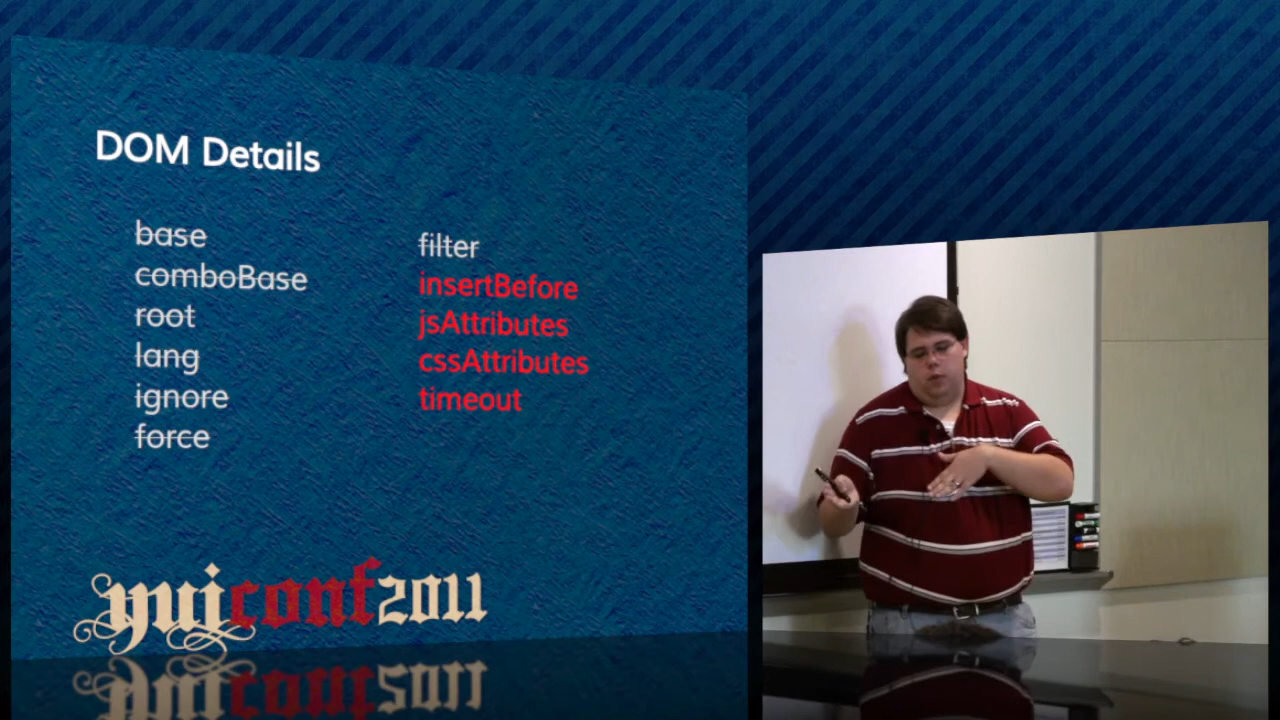 DOM Details
base
comboBase
root
lang
ignore
force
filter
insertBefore
jsAttributes
cssAttributes
timeout
yuiconf2011